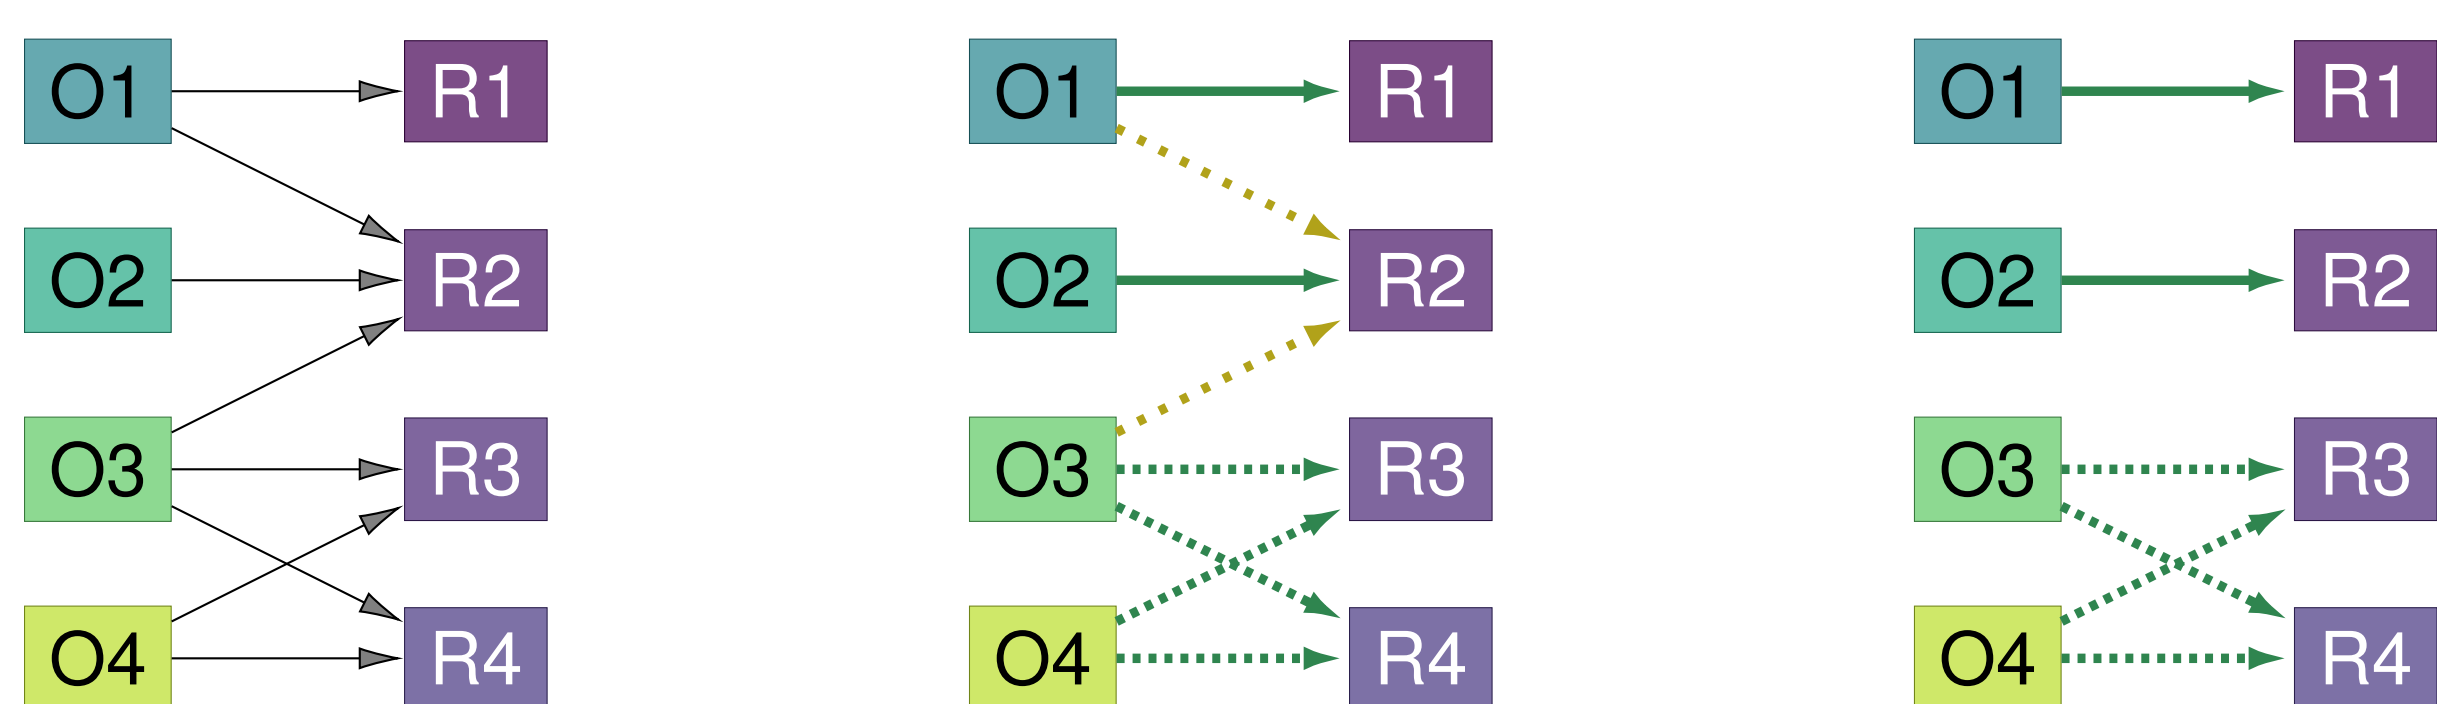 O1 R1 O1 R1 O1 R1
O2 R2 O2 R2 O2 R2
O3 R3 O3 R3 O3 R3
O4 R4 O4 R4 O4 R4